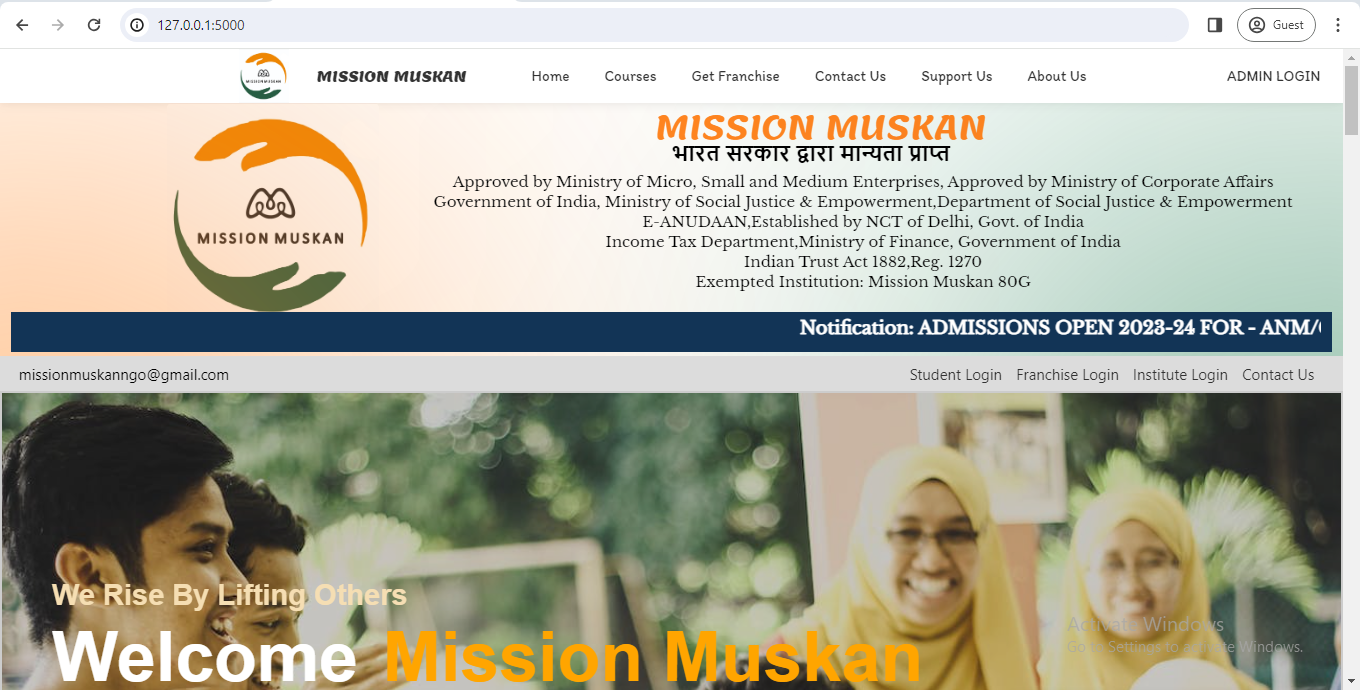 127.0.0.1:5000
Guest
MISSION MUSKAN
Home
Courses
Get Franchise
Contact Us
Support Us
About Us
ADMIN LOGIN
MISSION MUSKAN
MISSION MUSKAN
भारत सरकार द्वारा मान्यता प्राप्त
Approved by Ministry of Micro, Small and Medium Enterprises, Approved by Ministry of Corporate Affairs
Government of India, Ministry of Social Justice & Empowerment,Department of Social Justice & Empowerment
E-ANUDAAN,Established by NCT of Delhi, Govt. of India
Income Tax Department,Ministry of Finance, Government of India
Indian Trust Act 1882,Reg. 1270
Exempted Institution: Mission Muskan 80G
Notification: ADMISSIONS OPEN 2023-24 FOR - ANM/
missionmuskanngo@gmail.com
Student Login
Franchise Login
Institute Login
Contact Us
We Rise By Lifting Others
Welcome Mission Muskan
Activate Windows
Go to Settings to activate Windows.